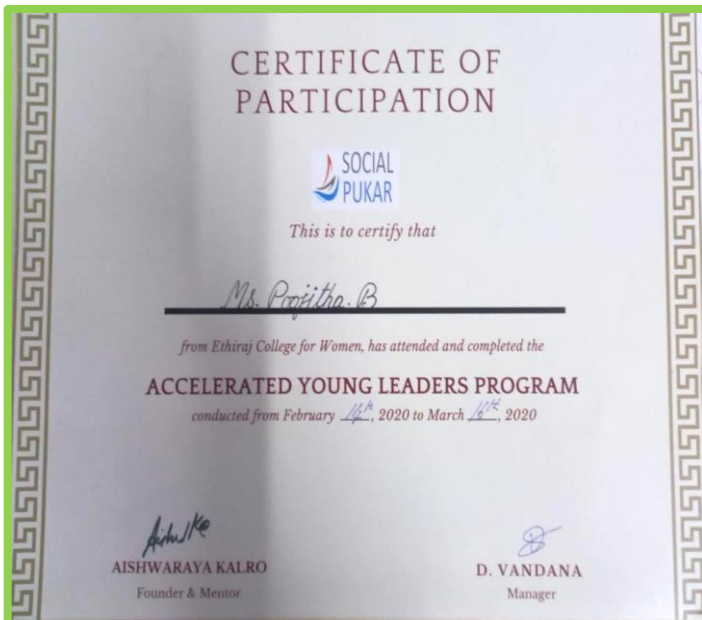 CERTIFICATE OF
PARTICIPATION
SOCIAL
PUKAR
This is to certify that
Ms. Poojitha. B
from Ethiraj College for Women, has attended and completed the
ACCELERATED YOUNG LEADERS PROGRAM
conducted from February 14th, 2020 to March , 2020
AISHWARAYA KALRO
D. VANDANA
Founder & Mentor
Manager